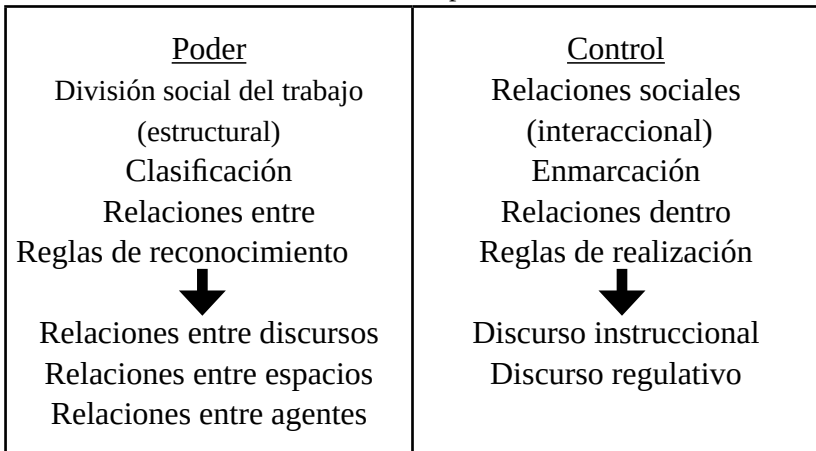 Poder
División social del trabajo
(estructural)
Clasificación
Relaciones entre
Reglas de reconocimiento
Relaciones entre discursos
Relaciones entre espacios
Relaciones entre agentes
Control
Relaciones sociales
(interaccional)
Enmarcación
Relaciones dentro
Reglas de realización
Discurso instruccional
Discurso regulativo